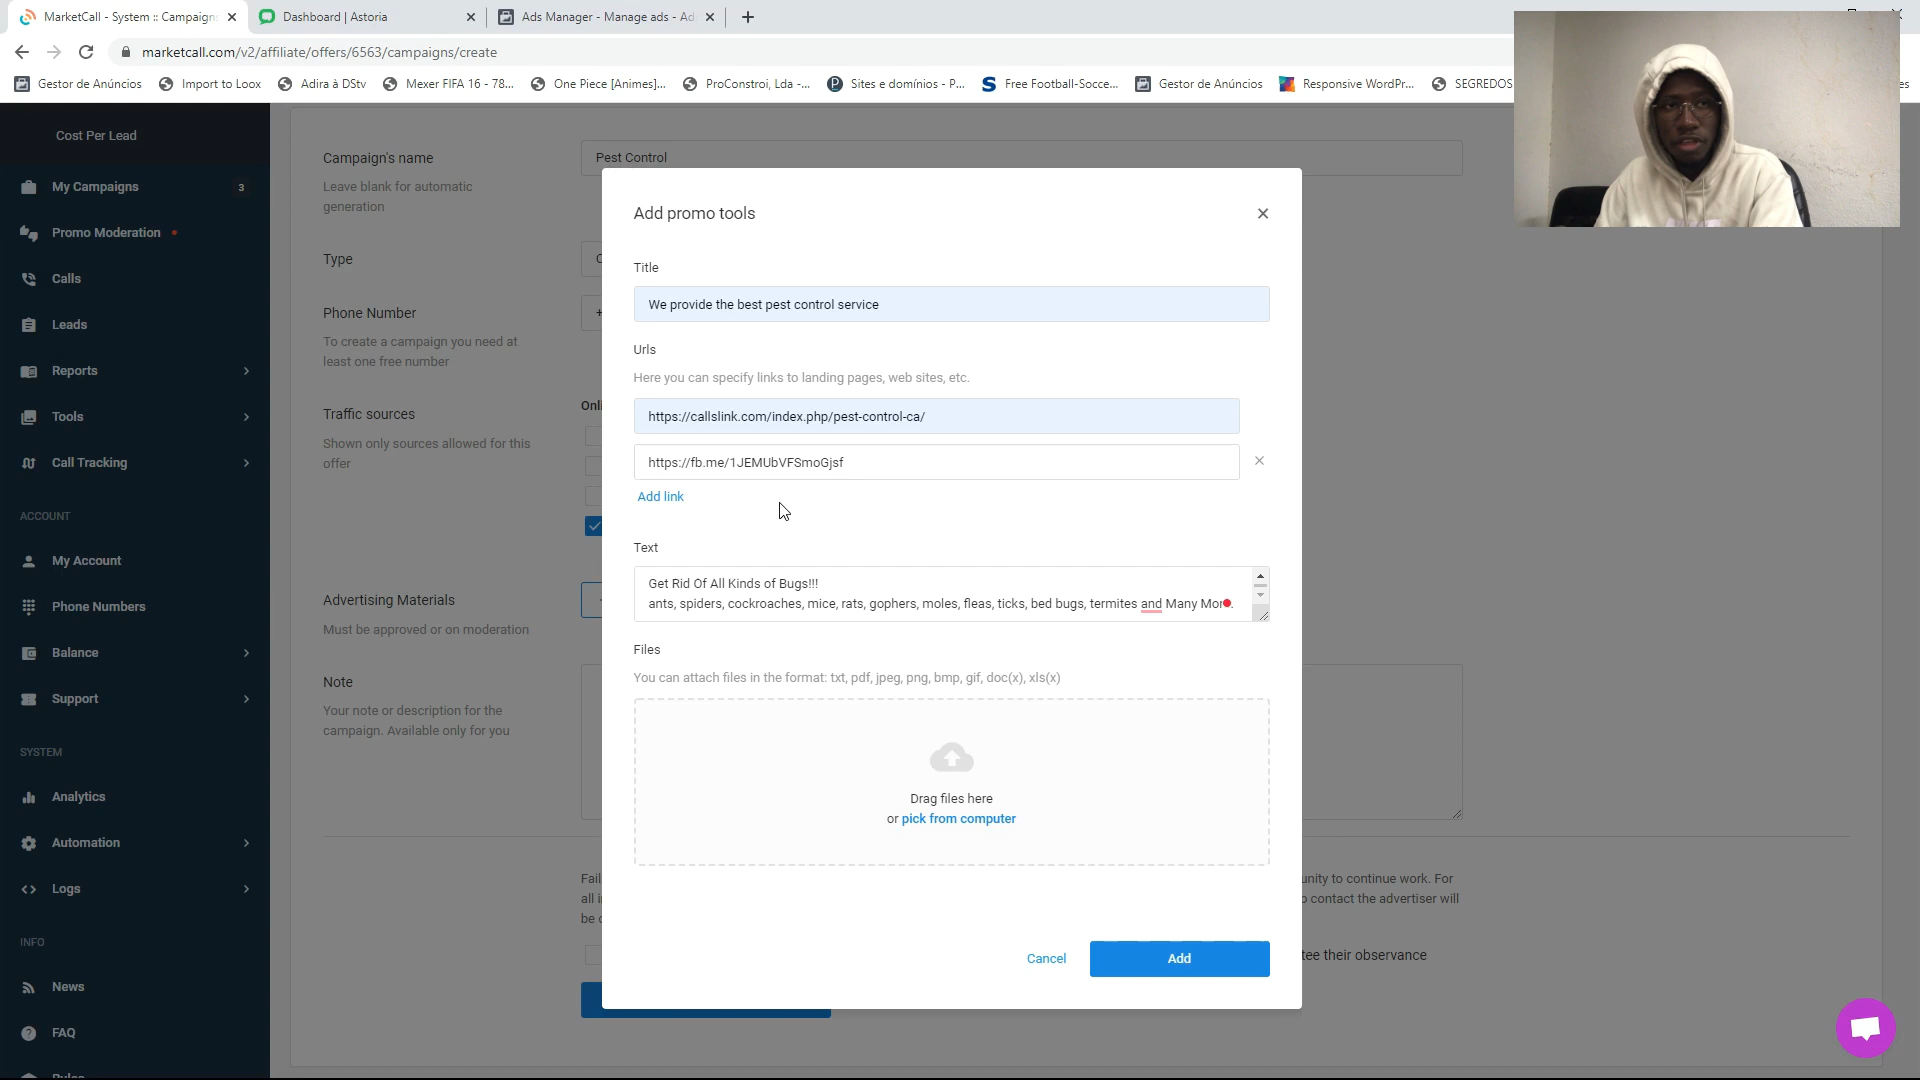 MarketCall - System :: Campaign
Dashboard | Astoria
Ads Manager - Manage ads - Ad
marketcall.com/v2/affiliate/offers/6563/campaigns/create
Gestor de Anúncios
Import to Loox
Adira à DStv
Mexer FIFA 16 - 78...
One Piece [Animes]...
ProConstroi, Lda -...
Sites e domínios - P...
Free Football-Socce...
Gestor de Anúncios
Responsive WordPr...
SEGREDOS
Cost Per Lead
My Campaigns
3
Promo Moderation
Calls
Leads
Reports
Tools
Call Tracking
ACCOUNT
My Account
Phone Numbers
Balance
Support
SYSTEM
Analytics
Automation
Logs
INFO
News
FAQ
Campaign's name
Leave blank for automatic
generation
Pest Control
Type
Phone Number
To create a campaign you need at
least one free number
Traffic sources
Shown only sources allowed for this
offer
Onli
Advertising Materials
Must be approved or on moderation
Note
Your note or description for the
campaign. Available only for you
Add promo tools
Title
We provide the best pest control service
Urls
Here you can specify links to landing pages, web sites, etc.
https://callslink.com/index.php/pest-control-ca/
https://fb.me/1JEMUbVFSmoGjsf
Add link
Text
Get Rid Of All Kinds of Bugs!!!
ants, spiders, cockroaches, mice, rats, gophers, moles, fleas, ticks, bed bugs, termites and Many More.
Files
You can attach files in the format: txt, pdf, jpeg, png, bmp, gif, doc(x), xls(x)
Drag files here
or pick from computer
Cancel
Add
Fail
unity to continue work. For
all i
o contact the advertiser will
be c
tee their observance